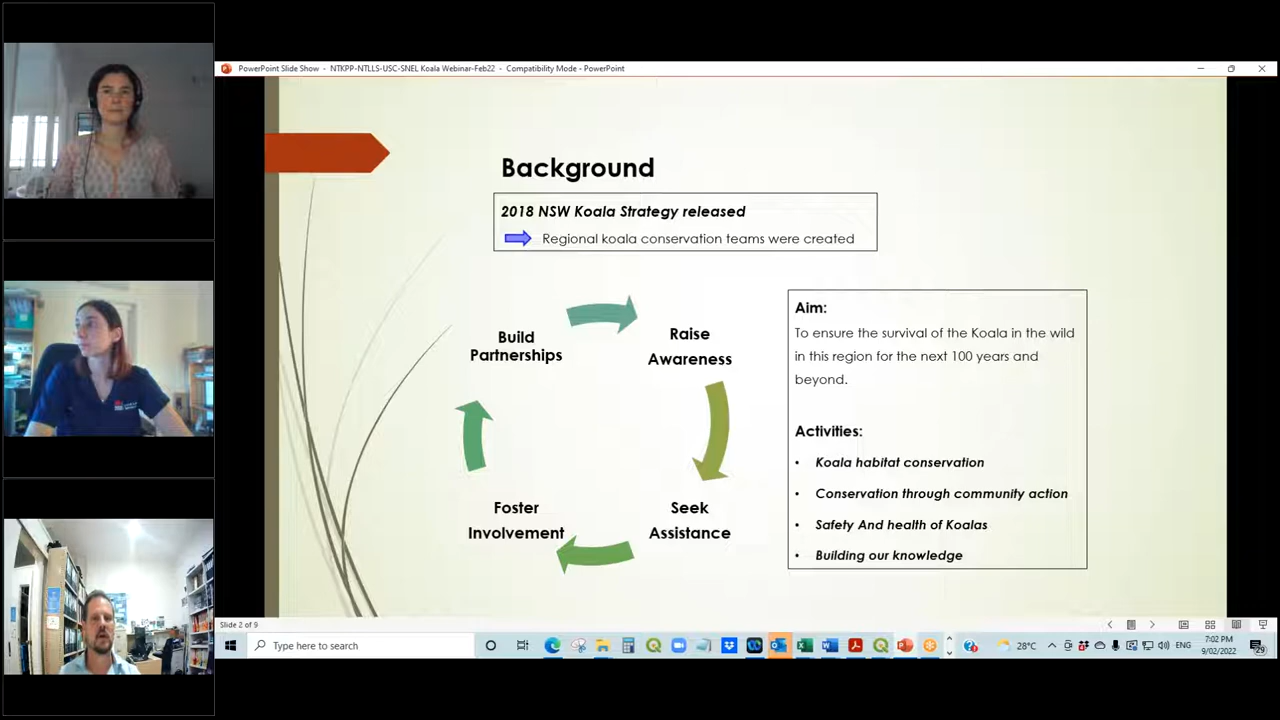 PowerPoint Slide Show - NTKPP-NTLLS-USC-SNEL Koala Webinar-Feb22 - Compatibility Mode - PowerPoint
Background
2018 NSW Koala Strategy released
Regional koala conservation teams were created
Build
Partnerships
Raise
Awareness
Seek
Assistance
Foster
Involvement
Aim:
To ensure the survival of the Koala in the wild
in this region for the next 100 years and
beyond.
Activities:
• Koala habitat conservation
• Conservation through community action
• Safety And health of Koalas
• Building our knowledge
Slide 2 of 9
Type here to search
28°C
ENG
7:02 PM
9/02/2022
29